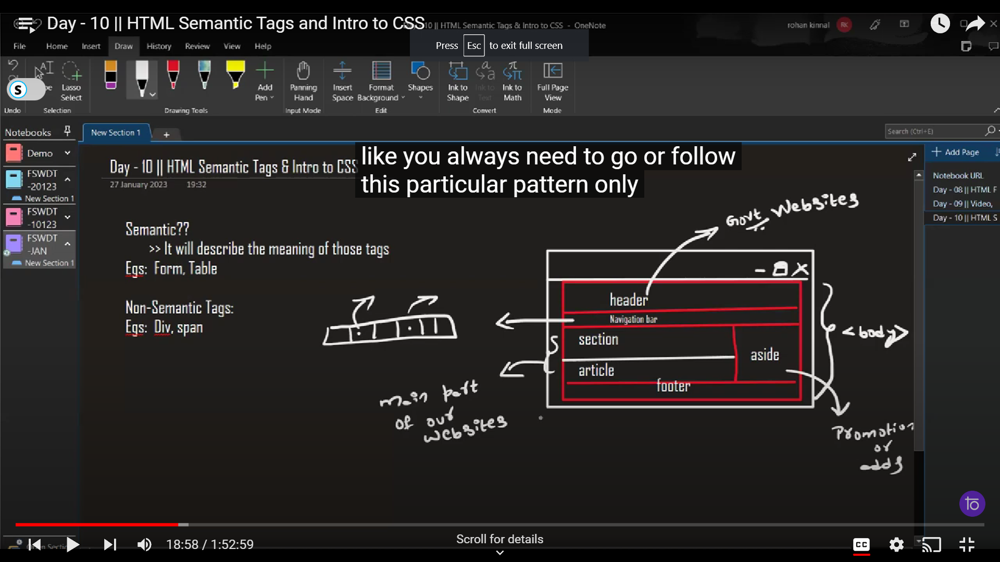 Day - 10 || HTML Semantic Tags and Intro to CSS
10 || HTML Semantic Tags & Intro to CSS - OneNote
rohan kinnal
RK
Press Esc to exit full screen
File Home Insert Draw History Review View Help
S
Lasso Select
Add Pen
Panning Hand
Insert Space
Format Background
Shapes
Ink to Shape
Ink to Text
Ink to Math
Full Page View
Undo
Selection
Drawing Tools
Input Mode
Edit
Convert
Mode
Notebooks
New Section 1
+
Search (Ctrl+E)
Demo
FSWDT
-20123
New Section 1
FSWDT
-10123
FSWDT
-JAN
New Section 1
Add Page
Notebook URL
Day - 08 || HTML F
Day - 09 || Video,
Day - 10 || HTML S
Day - 10 || HTML Semantic Tags & Intro to CSS
27 January 2023 19:32
like you always need to go or follow
this particular pattern only
Semantic??
>> It will describe the meaning of those tags
Egs: Form, Table
Non-Semantic Tags:
Egs: Div, span
Govt Websites
header
Navigation bar
section
aside
article
footer
<body>
main part
of our
websites
Promotion
or
adds
Scroll for details
18:58 / 1:52:59
CC